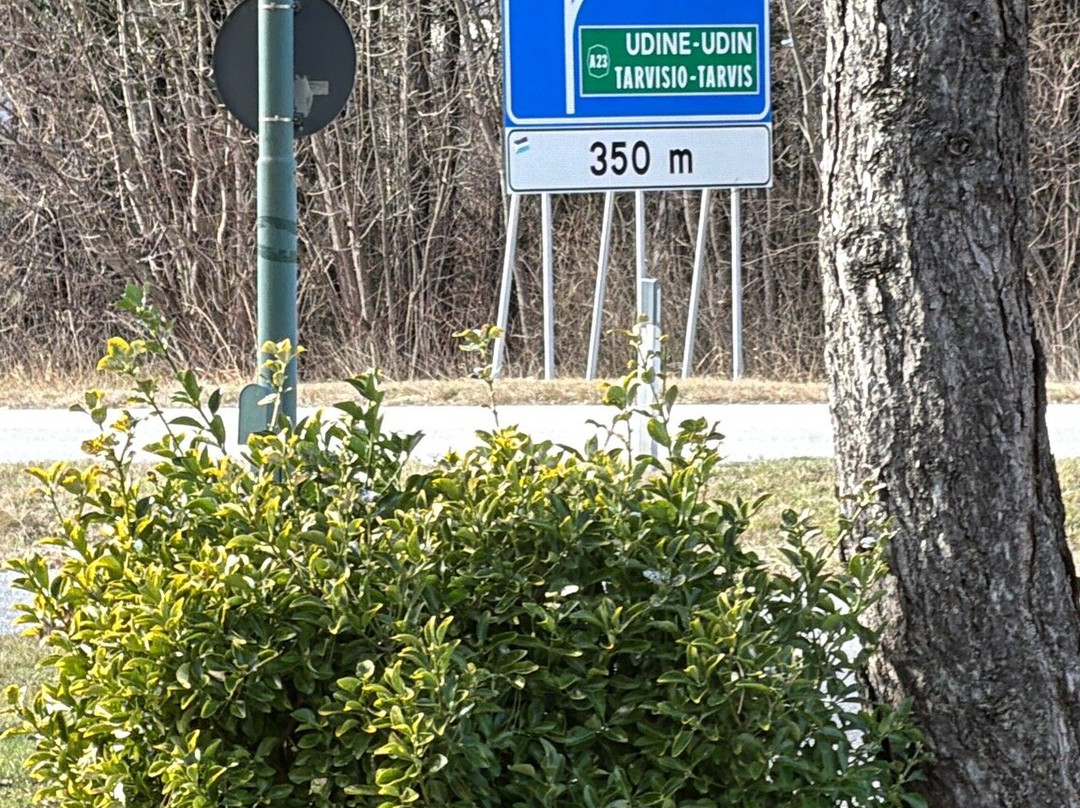 UDINE-UDIN
A23
TARVISIO-TARVIS
350 m